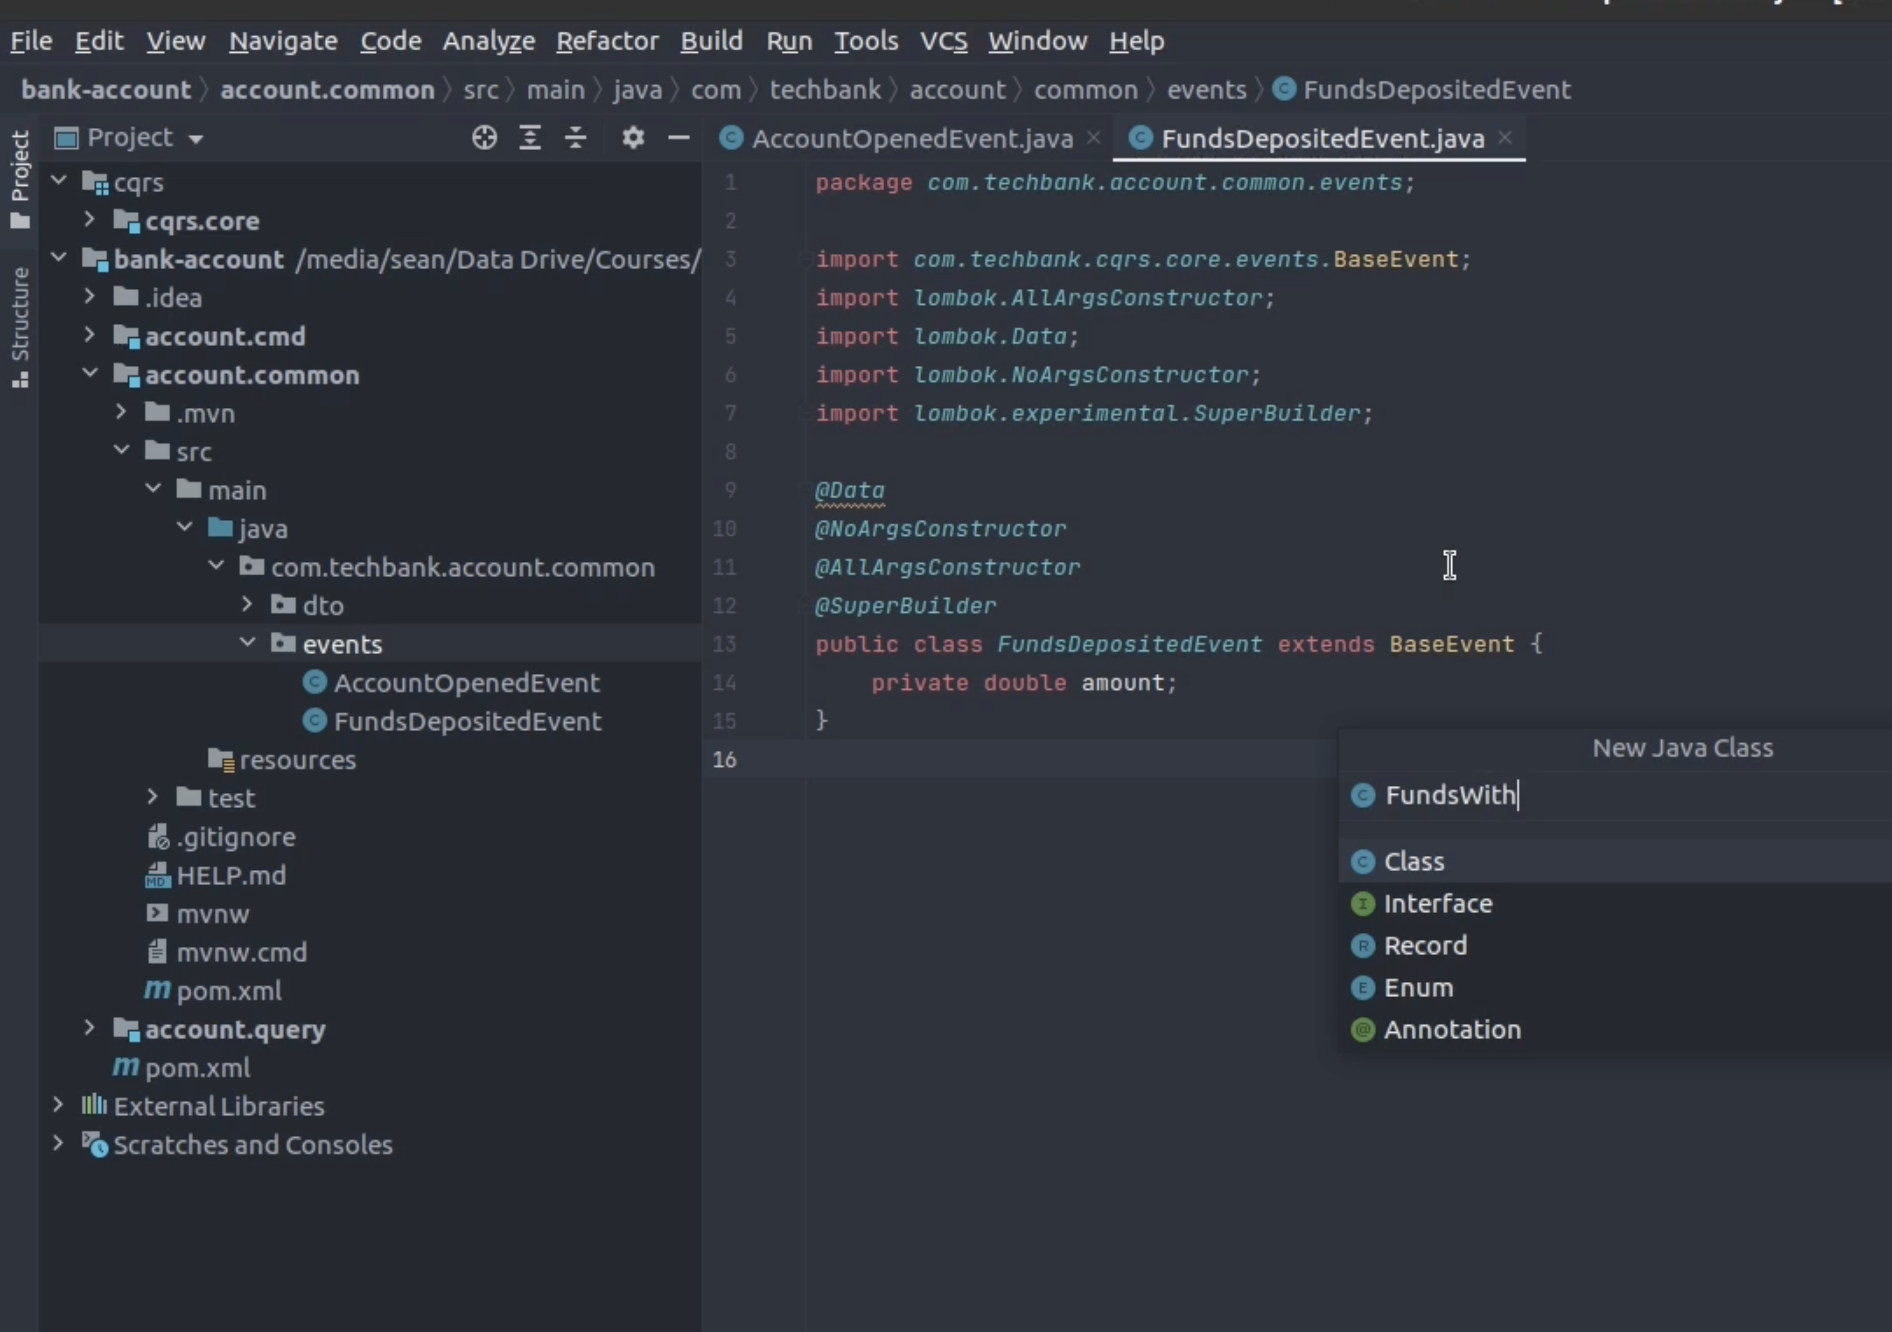 File Edit View Navigate Code Analyze Refactor Build Run Tools VCS Window Help
bank-account account.common src main java com techbank account common events FundsDepositedEvent
Project
Structure
Project
cqrs
cqrs.core
bank-account /media/sean/Data Drive/Courses/
.idea
account.cmd
account.common
.mvn
src
main
java
com.techbank.account.common
dto
events
AccountOpenedEvent
FundsDepositedEvent
resources
test
.gitignore
HELP.md
mvnw
mvnw.cmd
pom.xml
account.query
pom.xml
External Libraries
Scratches and Consoles
AccountOpenedEvent.java FundsDepositedEvent.java
1 package com.techbank.account.common.events;
2
3 import com.techbank.cqrs.core.events.BaseEvent;
4 import lombok.AllArgsConstructor;
5 import lombok.Data;
6 import lombok.NoArgsConstructor;
7 import lombok.experimental.SuperBuilder;
8
9 @Data
10 @NoArgsConstructor
11 @AllArgsConstructor
12 @SuperBuilder
13 public class FundsDepositedEvent extends BaseEvent {
14 private double amount;
15 }
16
New Java Class
FundsWith
Class
Interface
Record
Enum
Annotation